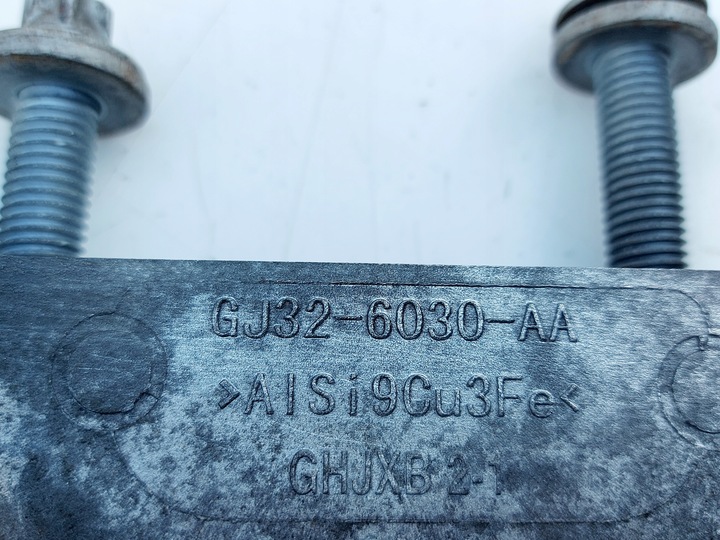 GJ32-6030-AA
>AlSi9Cu3Fe<
GHJXB 2-1